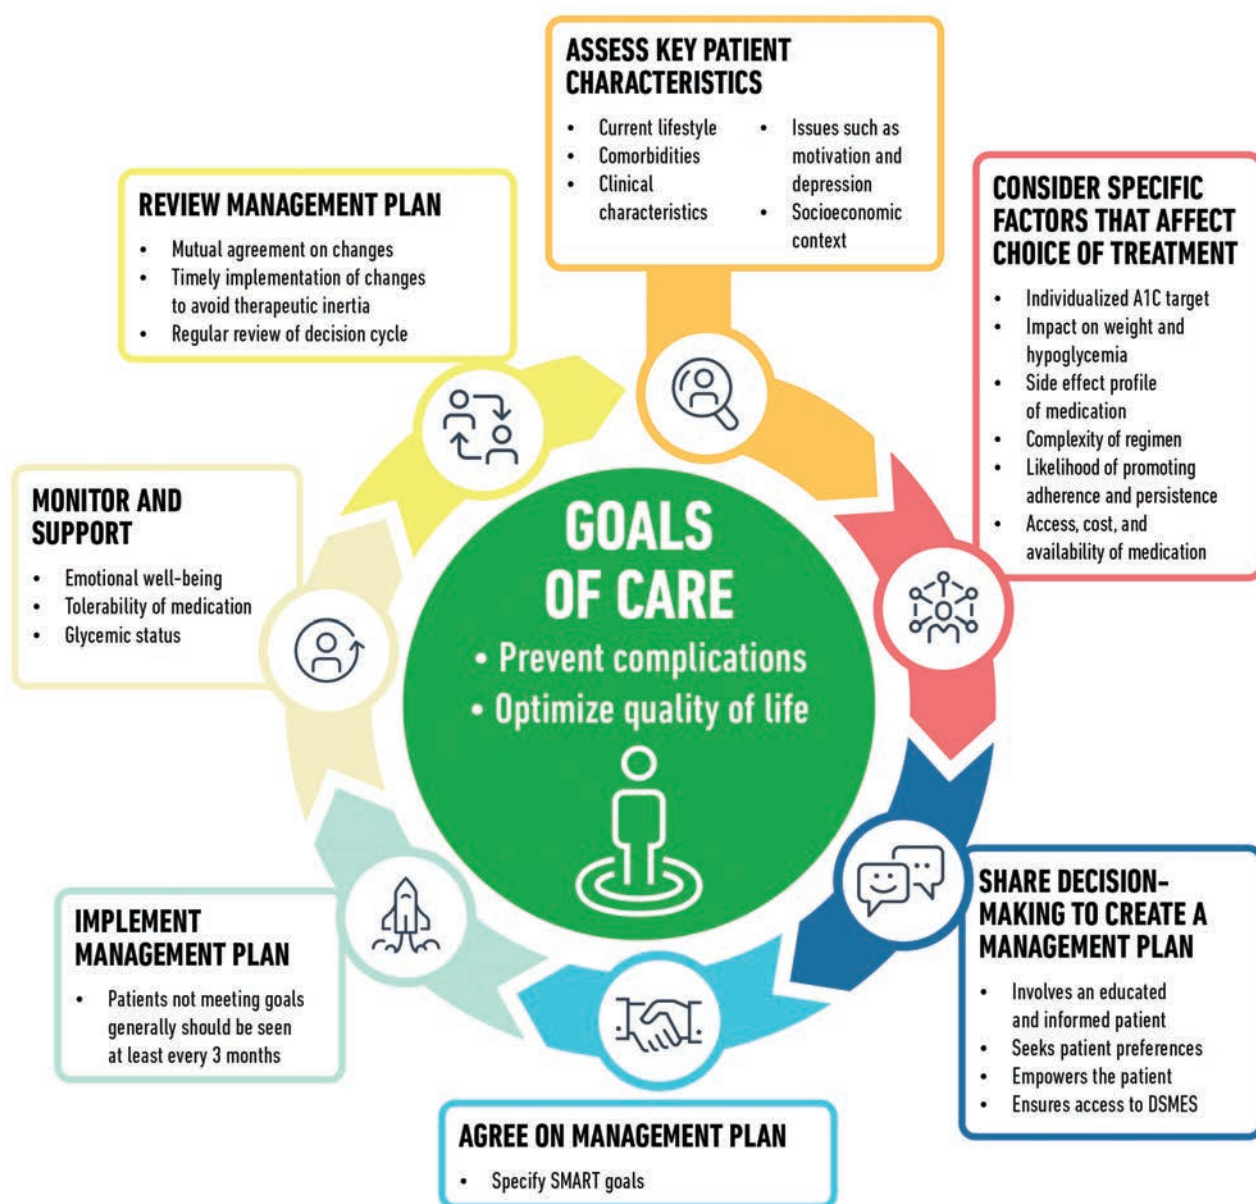 ASSESS KEY PATIENT
CHARACTERISTICS
• Current lifestyle
• Comorbidities
• Clinical
characteristics
• Issues such as
motivation and
depression
• Socioeconomic
context
CONSIDER SPECIFIC
FACTORS THAT AFFECT
CHOICE OF TREATMENT
• Individualized A1C target
• Impact on weight and
hypoglycemia
• Side effect profile
of medication
• Complexity of regimen
• Likelihood of promoting
adherence and persistence
• Access, cost, and
availability of medication
SHARE DECISION-
MAKING TO CREATE A
MANAGEMENT PLAN
• Involves an educated
and informed patient
• Seeks patient preferences
• Empowers the patient
• Ensures access to DSMES
AGREE ON MANAGEMENT PLAN
• Specify SMART goals
IMPLEMENT
MANAGEMENT PLAN
• Patients not meeting goals
generally should be seen
at least every 3 months
MONITOR AND
SUPPORT
• Emotional well-being
• Tolerability of medication
• Glycemic status
REVIEW MANAGEMENT PLAN
• Mutual agreement on changes
• Timely implementation of changes
to avoid therapeutic inertia
• Regular review of decision cycle
GOALS
OF CARE
• Prevent complications
• Optimize quality of life